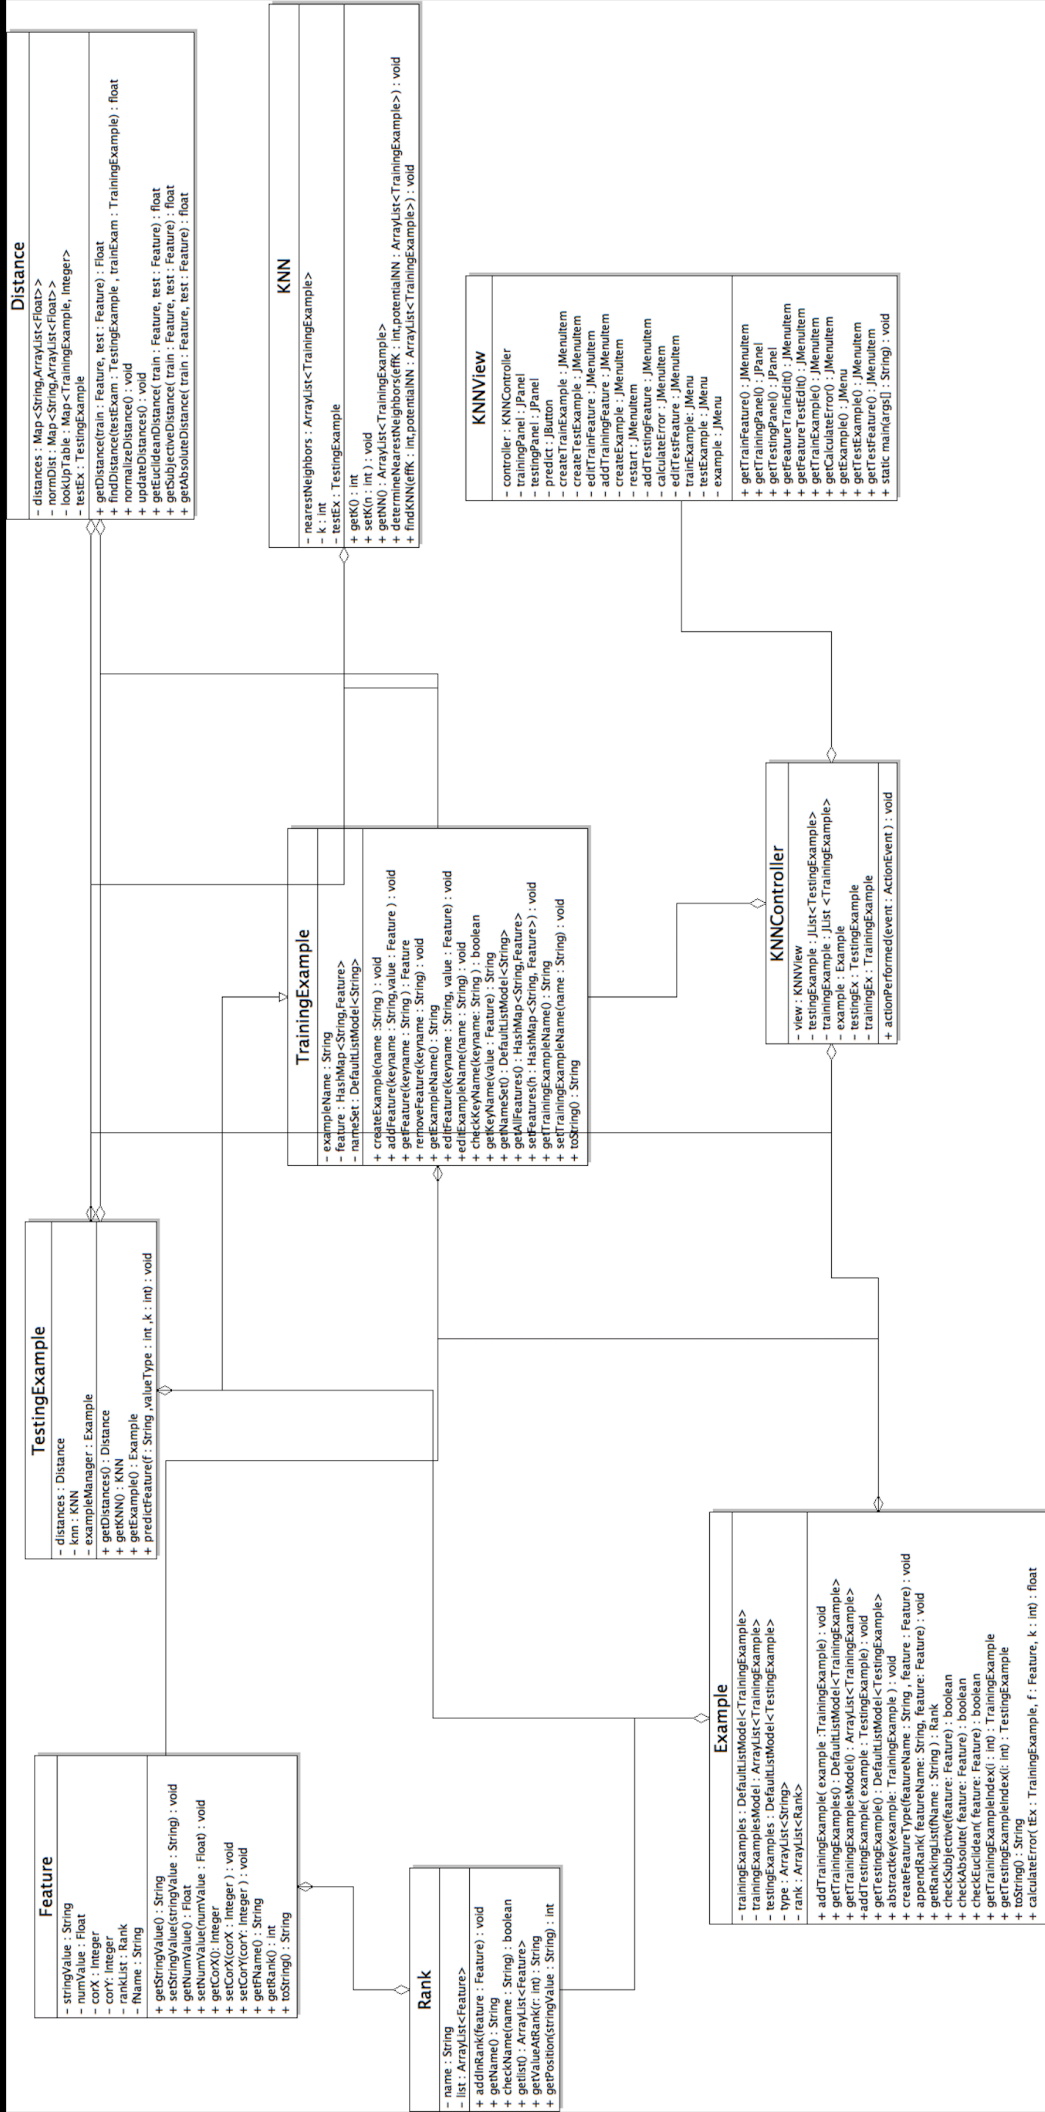 Feature
– stringValue : String
– numValue : Float
– corX : Integer
– corY: Integer
– rankList : Rank
– fName : String
+ getStringValue() : String
+ setStringValue(stringValue : String) : void
+ getNumValue() : Float
+ setNumValue(numValue : Float) : void
+ getCorX(): Integer
+ setCorX(corX : Integer ) : void
+ setCorY(corY: Integer ) : void
+ getFName() : String
+ getRank() : int
+ toString() : String
TestingExample
– distances : Distance
– knn : KNN
– exampleManager : Example
+ getDistances() : Distance
+ getKNN() : KNN
+ getExample() : Example
+ predictFeature(f : String ,valueType : int ,k : int) : void
Distance
– distances : Map<String,ArrayList<Float>>
– normDist : Map<String,ArrayList<Float>>
– lookUpTable : Map<TrainingExample, Integer>
– testEx : TestingExample
+ getDistance(train : Feature, test : Feature) : Float
+ findDistance(testExam : TestingExample , trainExam : TrainingExample) : float
+ normalizeDistance() : void
+ updateDistances() : void
+ getEuclideanDistance( train : Feature, test : Feature) : float
+ getSubjectiveDistance( train : Feature, test : Feature) : float
+ getAbsoluteDistance( train : Feature, test : Feature) : float
KNN
– nearestNeighbors : ArrayList<TrainingExample>
– k : int
– testEx : TestingExample
+ getK() : int
+ setK(n : int ) : void
+ getNN() : ArrayList<TrainingExample>
+ determineNearestNeighbors(effK : int,potentialNN : ArrayList<TrainingExample>) : void
+ findKNN(effK : int,potentialNN : ArrayList<TrainingExample>) : void
TrainingExample
– exampleName : String
– feature : HashMap<String,Feature>
– nameSet : DefaultListModel<String>
+ createExample(name :String ) : void
+ addFeature(keyname : String,value : Feature ) : void
+ getFeature(keyname : String ) : Feature
+ removeFeature(keyname : String) : void
+ getExampleName() : String
+ editFeature(keyname : String, value : Feature) : void
+editExampleName(name : String) : void
+ checkKeyName(keyname: String ) : boolean
+ getKeyName(value : Feature) : String
+ getNameSet() : DefaultListModel<String>
+ getAllFeatures() : HashMap<String,Feature>
+ setFeatures(h : HashMap<String, Feature>) : void
+ getTrainingExampleName() : String
+ setTrainingExampleName(name : String) : void
+ toString() : String
Rank
– name : String
– list : ArrayList<Feature>
+ addInRank(feature : Feature) : void
+ getName() : String
+ checkName(name : String) : boolean
+ getlist() : ArrayList<Feature>
+ getValueAtRank(r: int) : String
+ getPosition(stringValue : String) : int
KNNView
– controller : KNNController
– trainingPanel : JPanel
– testingPanel : JPanel
– predict : JButton
– createTrainExample : JMenuItem
– createTestExample : JMenuItem
– editTrainFeature : JMenuItem
– addTrainingFeature : JMenuItem
– createExample : JMenuItem
– restart : JMenuItem
– addTestingFeature : JMenuItem
– calculateError : JMenuItem
– editTestFeature : JMenuItem
– trainExample: JMenu
– testExample : JMenu
– example : JMenu
+ getTrainFeature() : JMenuItem
+ getTrainingPanel() : JPanel
+ getTestingPanel() : JPanel
+ getFeatureTrainEdit() : JMenuItem
+ getFeatureTestEdit() : JMenuItem
+ getTrainExample() : JMenuItem
+ getCalculateError() : JMenuItem
+ getExample() : JMenu
+ getTestExample() : JMenuItem
+ getTestFeature() : JMenuItem
+ static main(args[] : String) : void
Example
– trainingExamples : DefaultListModel<TrainingExample>
– trainingExamplesModel : ArrayList<TrainingExample>
– testingExamples : DefaultListModel<TestingExample>
– type : ArrayList<String>
– rank : ArrayList<Rank>
+ addTrainingExample( example :TrainingExample) : void
+ getTrainingExamples() : DefaultListModel<TrainingExample>
+ getTrainingExamplesModel() : ArrayList<TrainingExample>
+addTestingExample( example : TestingExample) : void
+ getTestingExample() : DefaultListModel<TestingExample>
+ abstractkey(example: TrainingExample ) : void
+ createFeatureType(featureName : String , feature : Feature) : void
+ appendRank( featureName: String, feature: Feature) : void
+ getRankingList(fName : String ) : Rank
+ checkSubjective(feature: Feature) : boolean
+ checkAbsolute( feature: Feature) : boolean
+ checkEuclidean( feature: Feature) : boolean
+ getTrainingExampleIndex(i : int) : TrainingExample
+ getTestingExampleIndex(i: int) : TestingExample
+ toString() : String
+ calculateError( tEx : TrainingExample, f : Feature, k : int) : float
KNNController
– view : KNNView
– testingExample : JList<TestingExample>
– trainingExample : JList <TrainingExample>
– example : Example
– testingEx : TestingExample
– trainingEx : TrainingExample
+ actionPerformed(event : ActionEvent ) : void